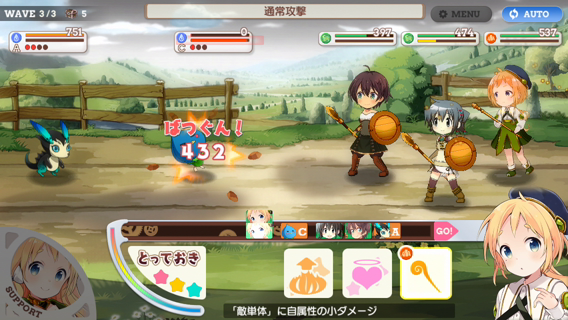 WAVE 3/3 5
通常攻撃
MENU
AUTO
751
A
0
C
397
474
537
ばつぐん!
432
C
A
GO!
とっておき
SUPPORT
「敵単体」に自属性の小ダメージ